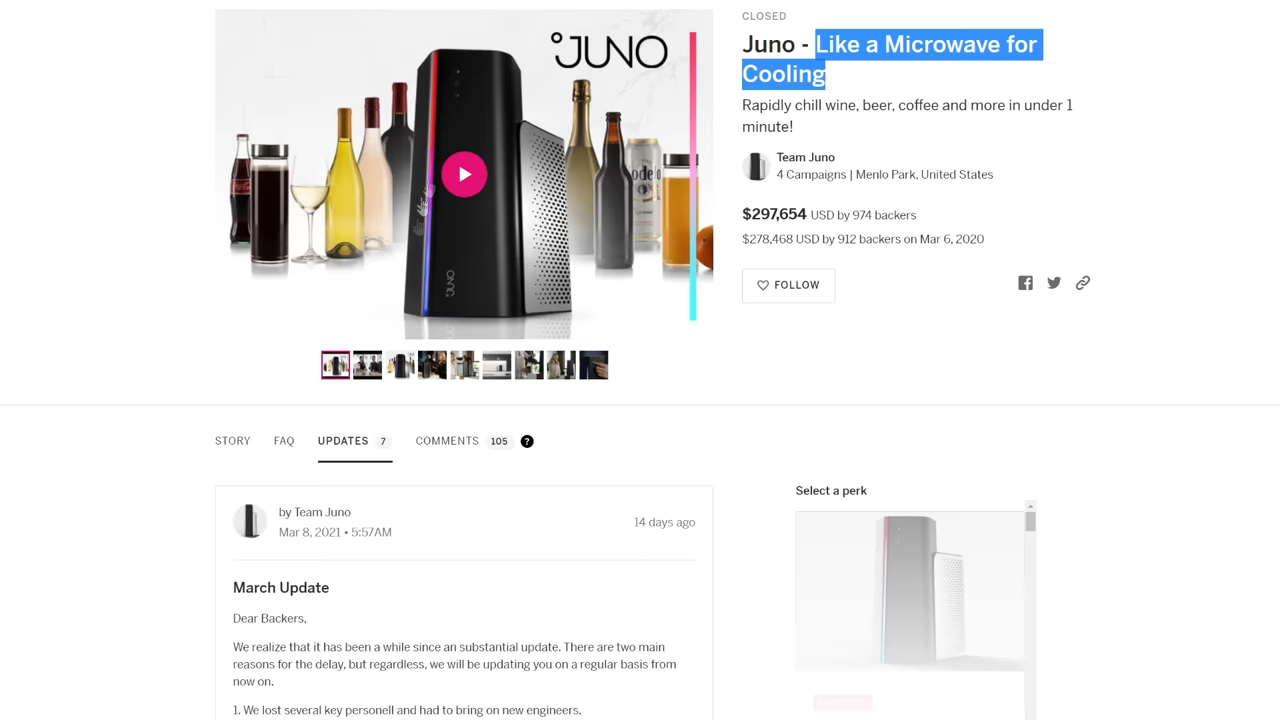 °JUNO
JUNO
CLOSED
Juno - Like a Microwave for
Cooling
Rapidly chill wine, beer, coffee and more in under 1
minute!
Team Juno
4 Campaigns | Menlo Park, United States
$297,654 USD by 974 backers
$278,468 USD by 912 backers on Mar 6, 2020
FOLLOW
STORY FAQ UPDATES 7 COMMENTS 105 ?
by Team Juno
Mar 8, 2021 • 5:57AM
14 days ago
March Update
Dear Backers,
We realize that it has been a while since an substantial update. There are two main
reasons for the delay, but regardless, we will be updating you on a regular basis from
now on.
1. We lost several key personell and had to bring on new engineers.
Select a perk